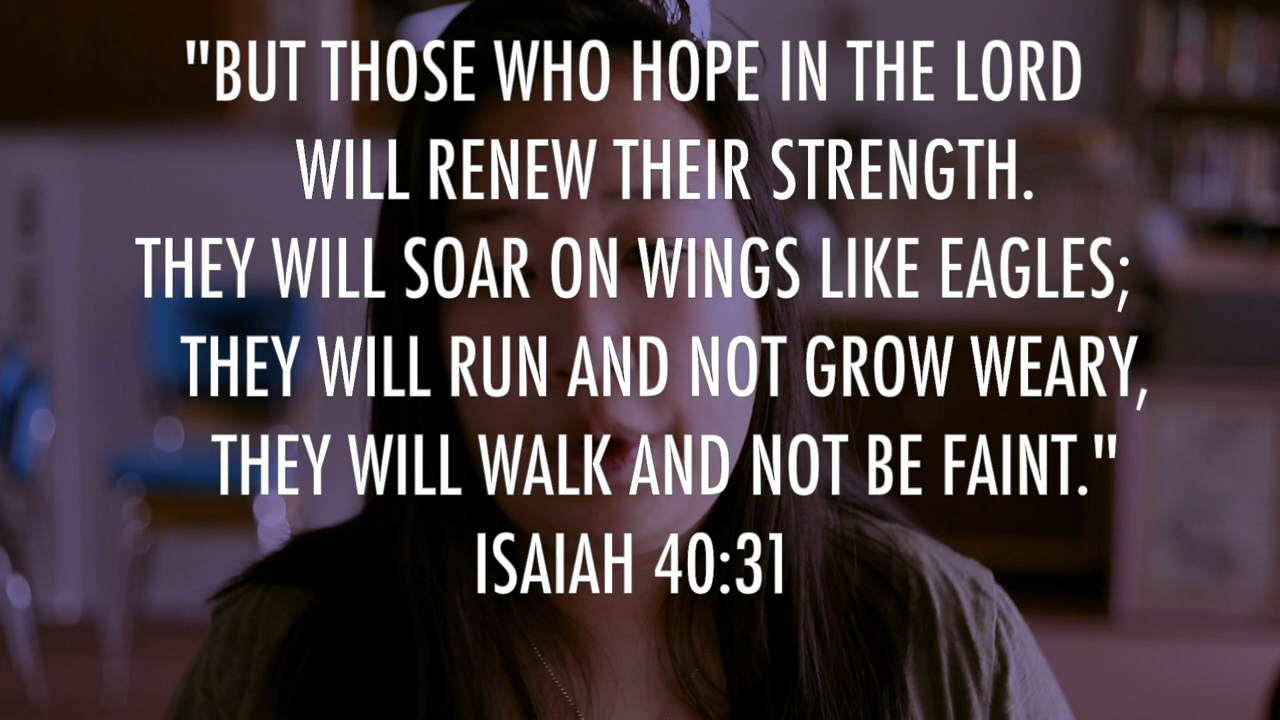 "BUT THOSE WHO HOPE IN THE LORD
WILL RENEW THEIR STRENGTH.
THEY WILL SOAR ON WINGS LIKE EAGLES;
THEY WILL RUN AND NOT GROW WEARY,
THEY WILL WALK AND NOT BE FAINT."
ISAIAH 40:31